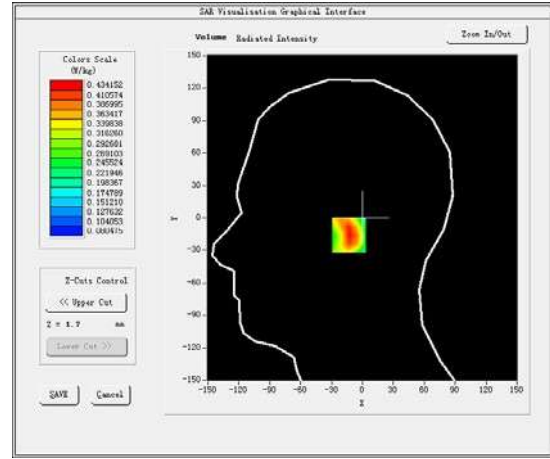 SAR Visualisation Graphical Interface
Volume Radiated Intensity
Zoom In/Out
Colors Scale
(W/kg)
0.434152
0.410574
0.386995
0.363417
0.339838
0.316260
0.292681
0.269103
0.245524
0.221946
0.198367
0.174789
0.151210
0.127632
0.104053
0.080475
Z-Cuts Control
<< Upper Cut
Z = 1.7 mm
Lower Cut >>
SAVE
Cancel
150
120
90
60
30
0
-30
-60
-90
-120
-150
Y
-150 -120 -90 -60 -30 0 30 60 90 120 150
X